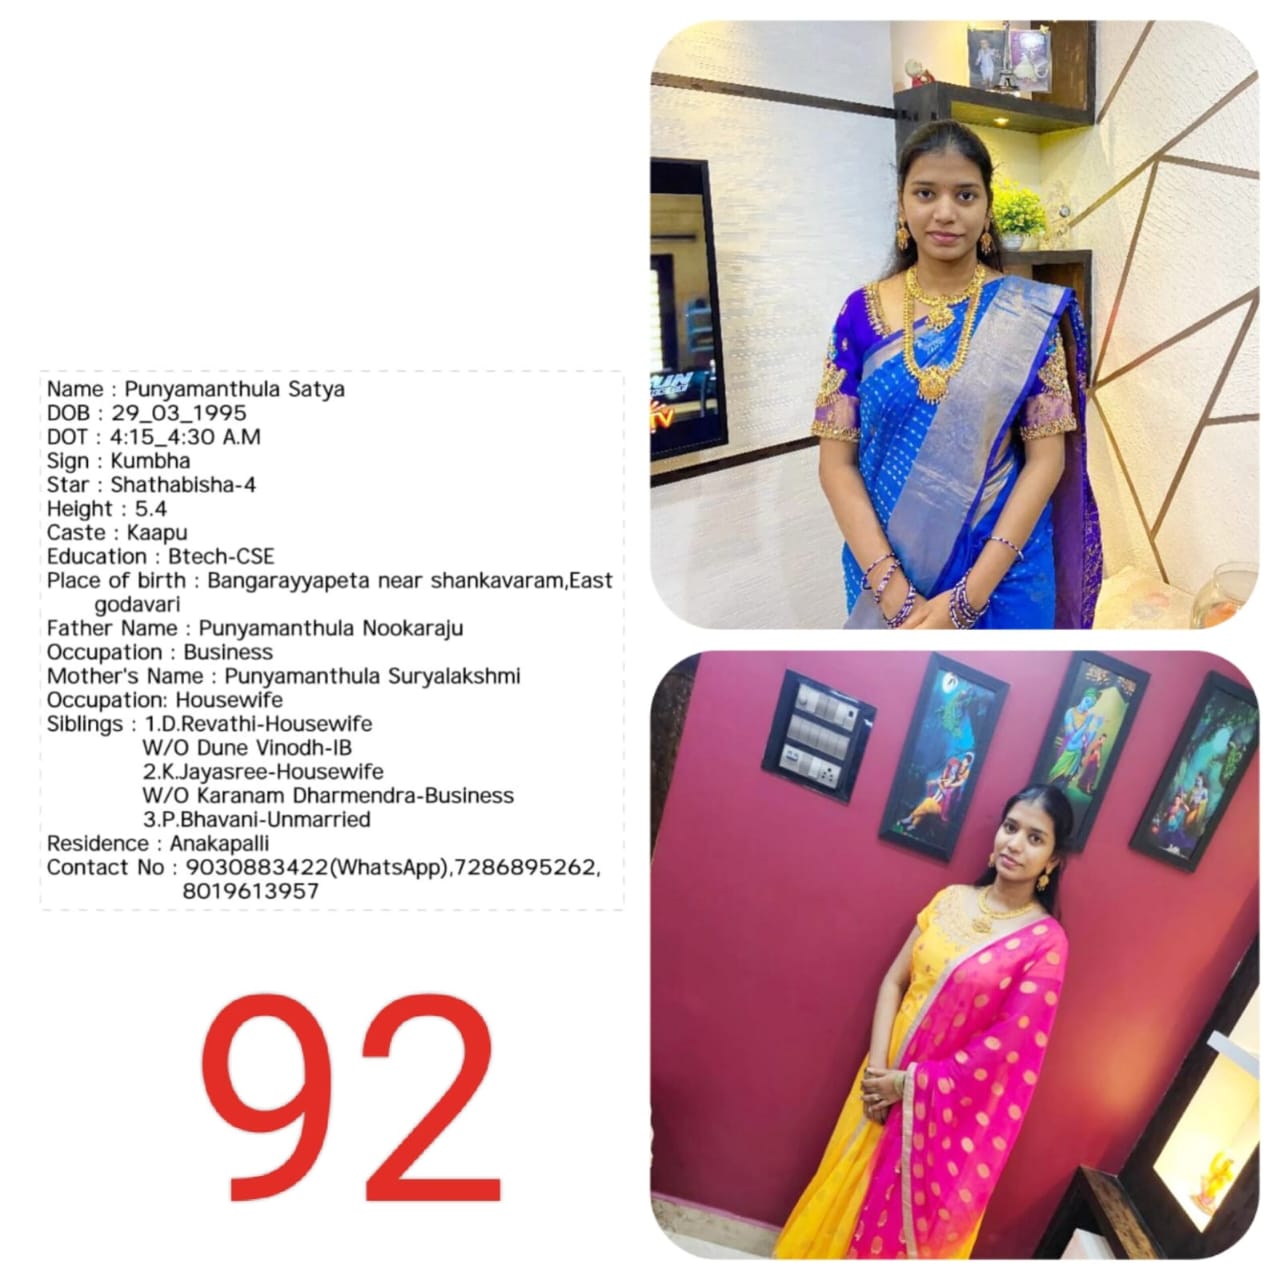 Name : Punyamanthula Satya
DOB : 29_03_1995
DOT : 4:15_4:30 A.M
Sign : Kumbha
Star : Shathabisha-4
Height : 5.4
Caste : Kaapu
Education : Btech-CSE
Place of birth : Bangarayyapeta near shankavaram,East
godavari
Father Name : Punyamanthula Nookaraju
Occupation : Business
Mother's Name : Punyamanthula Suryalakshmi
Occupation: Housewife
Siblings : 1.D.Revathi-Housewife
W/O Dune Vinodh-IB
2.K.Jayasree-Housewife
W/O Karanam Dharmendra-Business
3.P.Bhavani-Unmarried
Residence : Anakapalli
Contact No : 9030883422(WhatsApp),7286895262,
8019613957
92